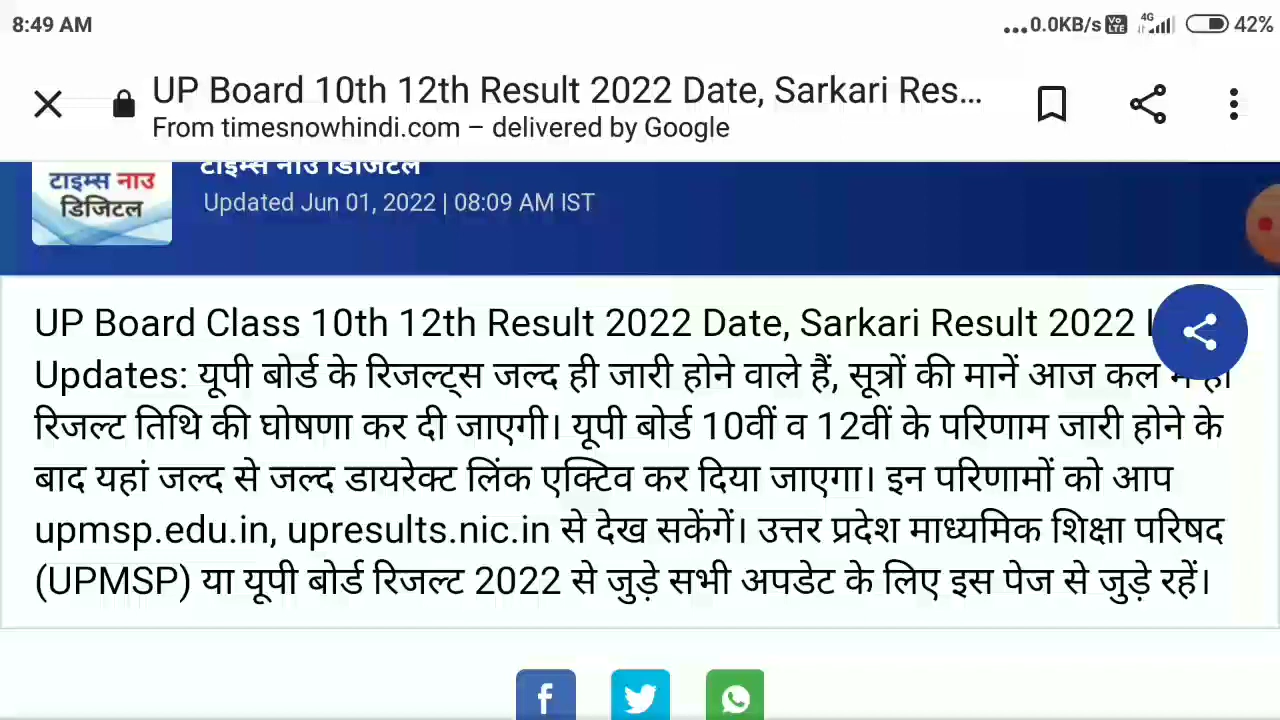 8:49 AM
...0.0KB/s Vo LTE 4G 42%
UP Board 10th 12th Result 2022 Date, Sarkari Res...
From timesnowhindi.com – delivered by Google
टाइम्स नाउ डिजिटल
टाइम्स नाउ
डिजिटल
Updated Jun 01, 2022 | 08:09 AM IST
UP Board Class 10th 12th Result 2022 Date, Sarkari Result 2022
Updates: यूपी बोर्ड के रिजल्ट्स जल्द ही जारी होने वाले हैं, सूत्रों की मानें आज कल में ही
रिजल्ट तिथि की घोषणा कर दी जाएगी। यूपी बोर्ड 10वीं व 12वीं के परिणाम जारी होने के
बाद यहां जल्द से जल्द डायरेक्ट लिंक एक्टिव कर दिया जाएगा। इन परिणामों को आप
upmsp.edu.in, upresults.nic.in से देख सकेंगें। उत्तर प्रदेश माध्यमिक शिक्षा परिषद
(UPMSP) या यूपी बोर्ड रिजल्ट 2022 से जुड़े सभी अपडेट के लिए इस पेज से जुड़े रहें।